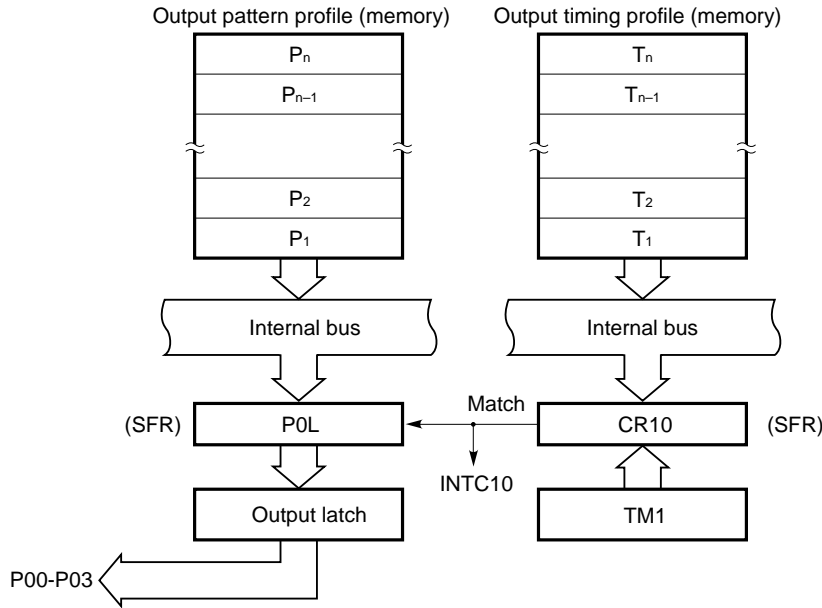 Output pattern profile (memory)
Output timing profile (memory)
Pn
Tn
Pn–1
Tn–1
P2
T2
P1
T1
Internal bus
Internal bus
(SFR)
P0L
Match
CR10
(SFR)
INTC10
Output latch
TM1
P00-P03